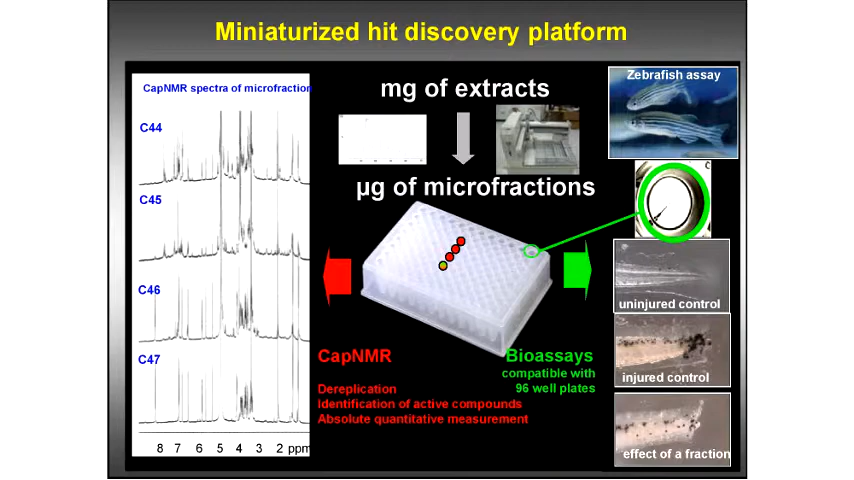 Miniaturized hit discovery platform
CapNMR spectra of microfraction
C44
C45
C46
C47
8 7 6 5 4 3 2 ppm
mg of extracts
µg of microfractions
CapNMR
Dereplication
Identification of active compounds
Absolute quantitative measurement
Bioassays
compatible with
96 well plates
Zebrafish assay
C
uninjured control
injured control
effect of a fraction